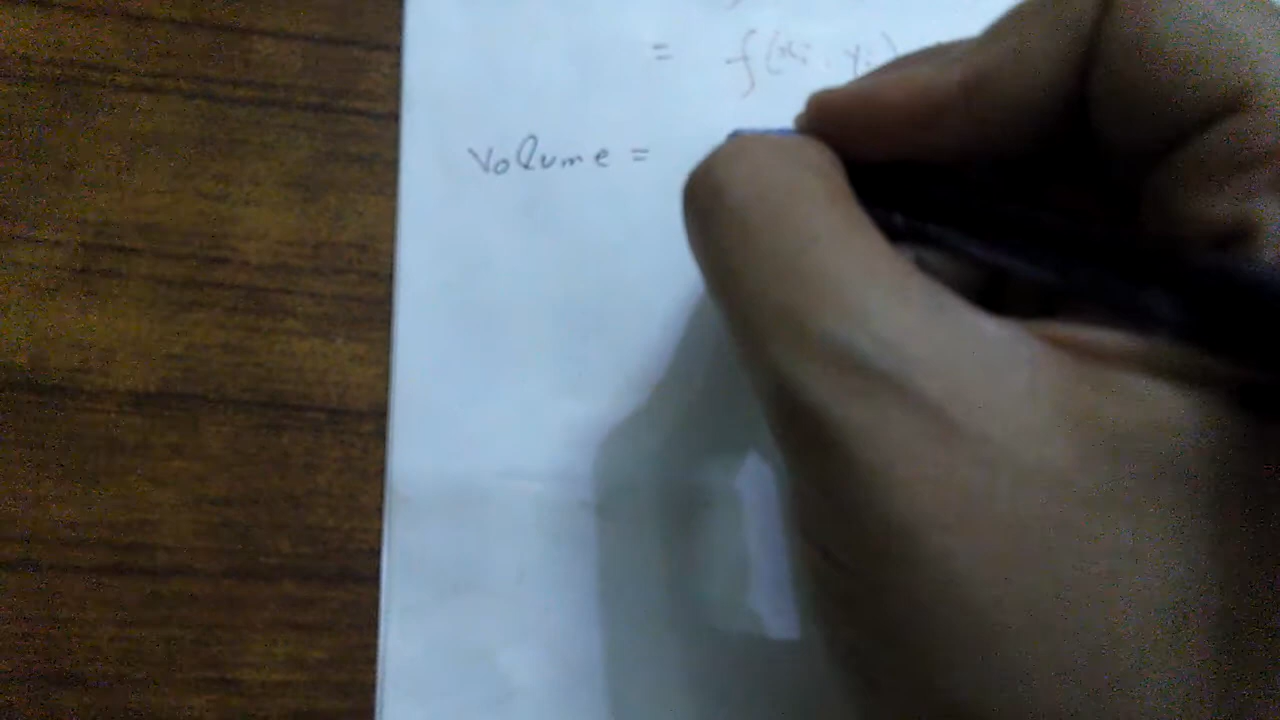 = f(xi, yi)
Volume =